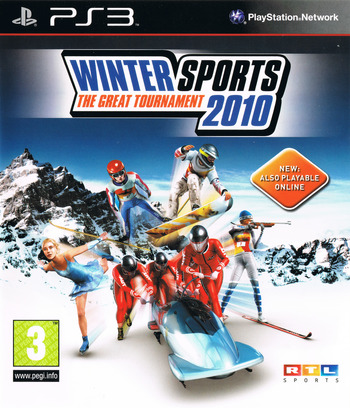 PS3
PlayStation®Network
WINTER SPORTS
THE GREAT TOURNAMENT
2010
NEW:
ALSO PLAYABLE
ONLINE
3
www.pegi.info
RTL
SPORTS